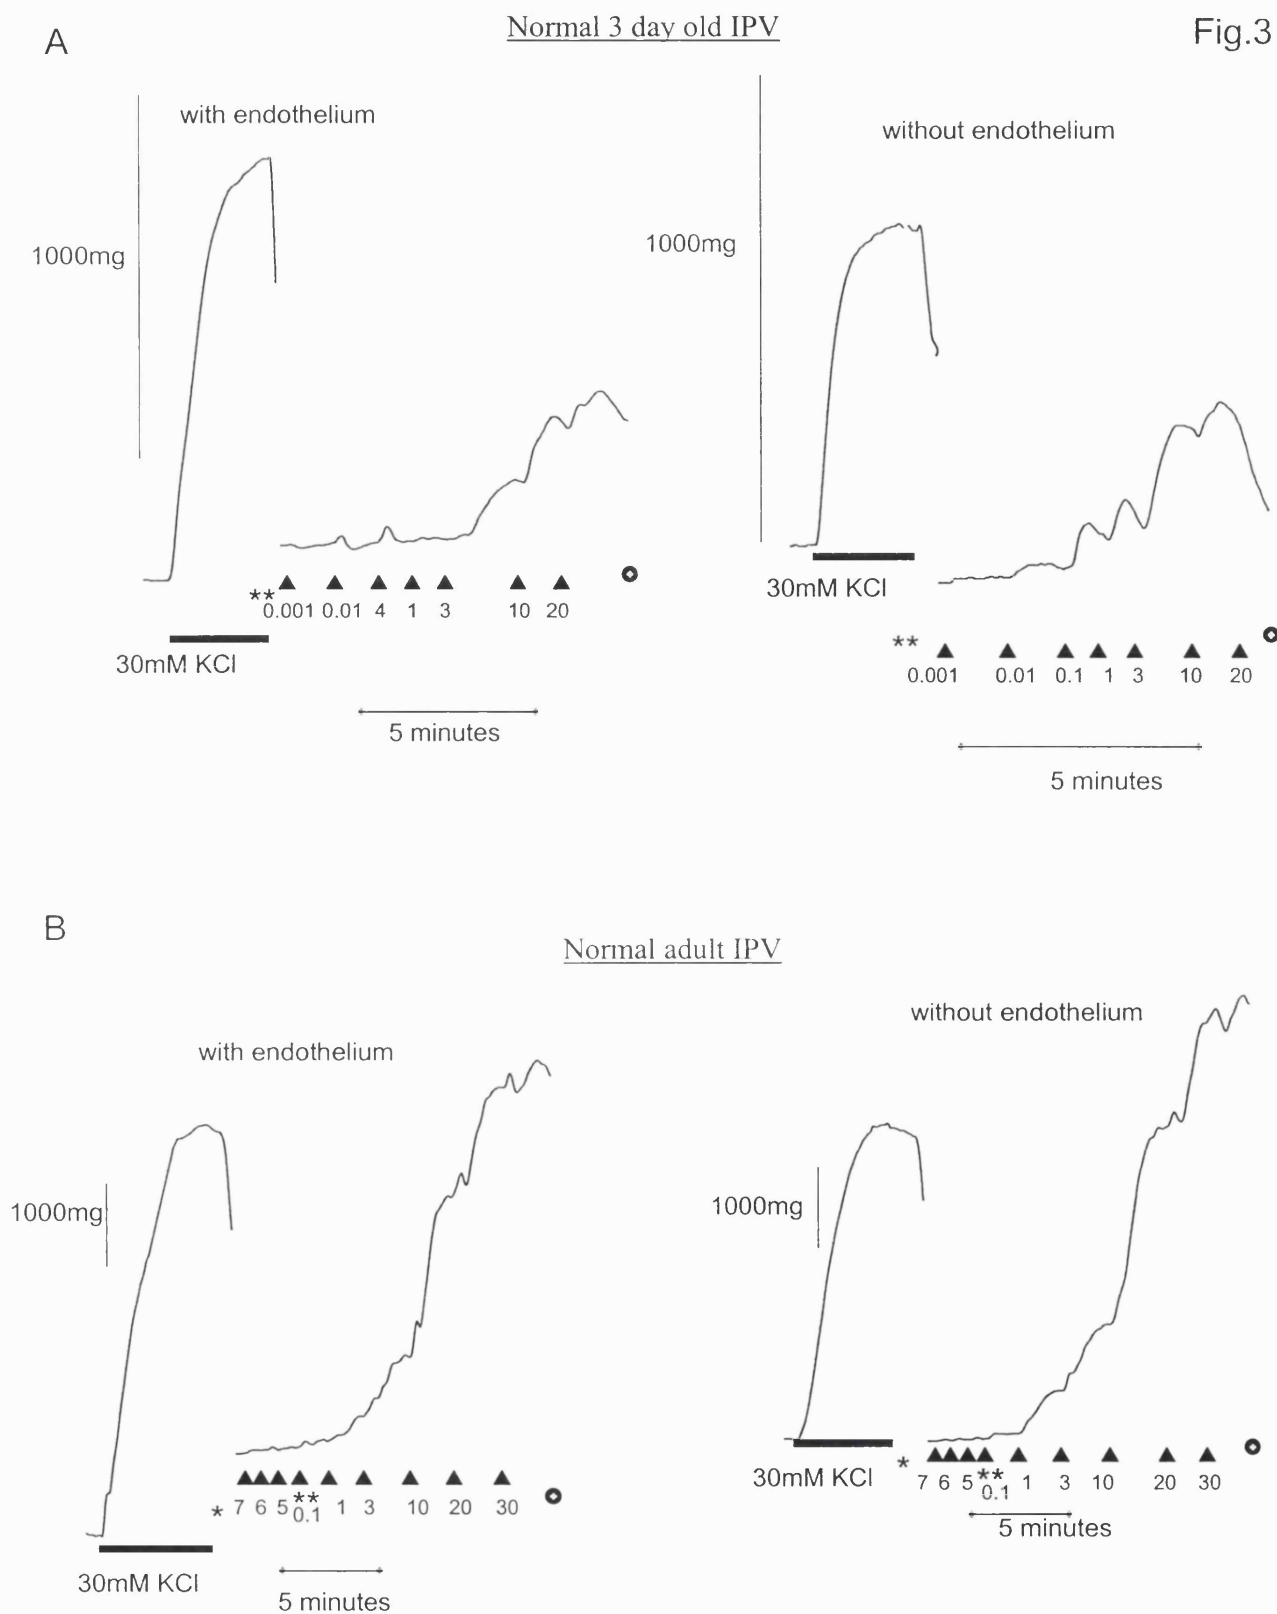 A
Normal 3 day old IPV
Fig.3
with endothelium
1000mg
**
0.001 0.01 4 1 3 10 20
30mM KCl
5 minutes
without endothelium
1000mg
30mM KCl
**
0.001 0.01 0.1 1 3 10 20
5 minutes
B
Normal adult IPV
with endothelium
1000mg
* 7 6 5 ** 0.1 1 3 10 20 30
30mM KCl
5 minutes
without endothelium
1000mg
30mM KCl
* 7 6 5 ** 0.1 1 3 10 20 30
5 minutes